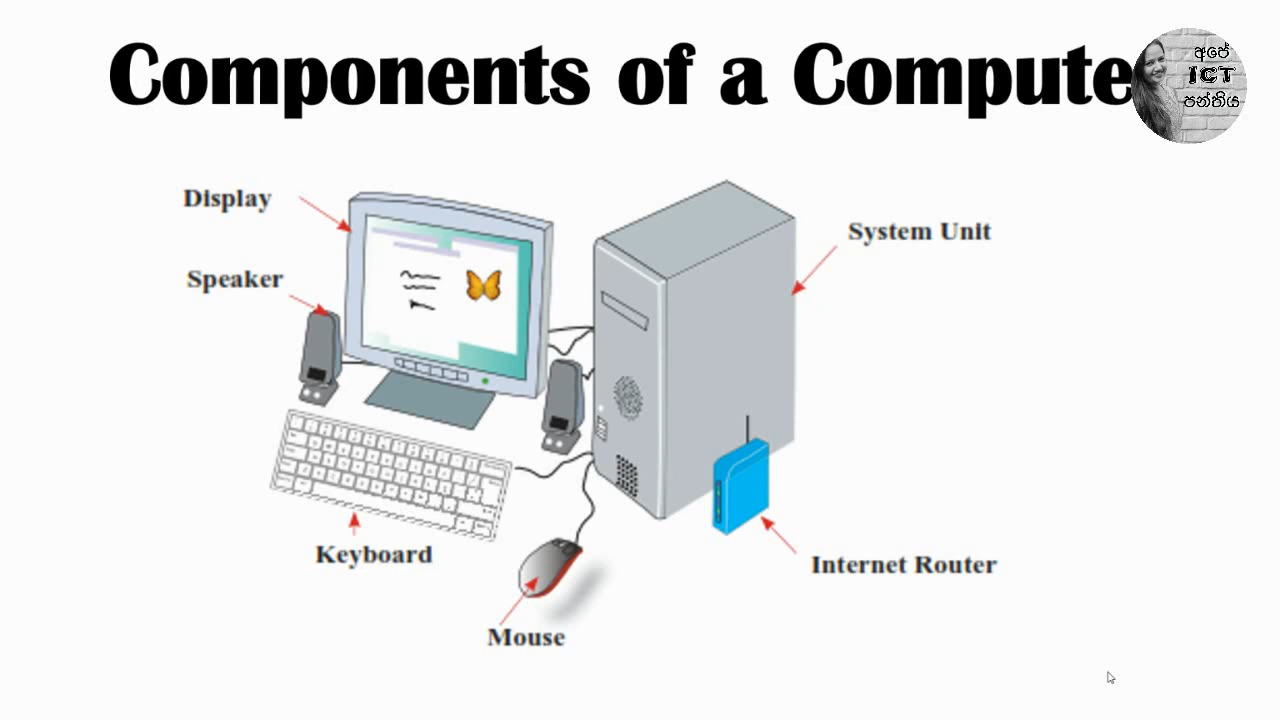 Components of a Compute
අපේ
ICT
පන්තිය
Display
System Unit
Speaker
Keyboard
Internet Router
Mouse